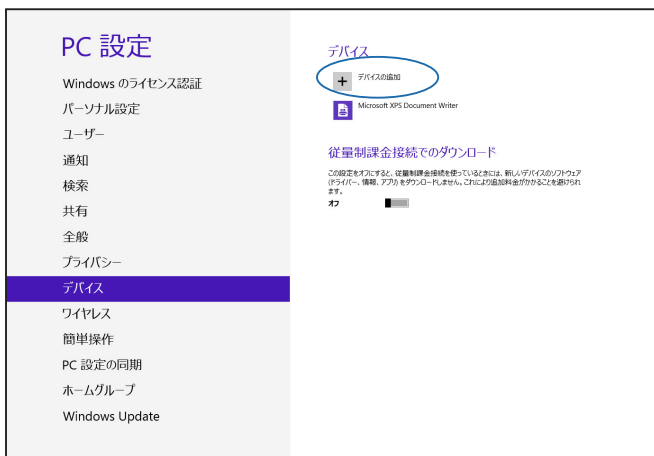 PC 設定
Windows のライセンス認証
パーソナル設定
ユーザー
通知
検索
共有
全般
プライバシー
デバイス
ワイヤレス
簡単操作
PC 設定の同期
ホームグループ
Windows Update
デバイス
デバイスの追加
Microsoft XPS Document Writer
従量制課金接続でのダウンロード
この設定をオフにすると、従量制課金接続を使っているときには、新しいデバイスのソフトウェア
(ドライバー、情報、アプリ) をダウンロードしません。これにより追加料金がかかることを避けられ
ます。
オフ